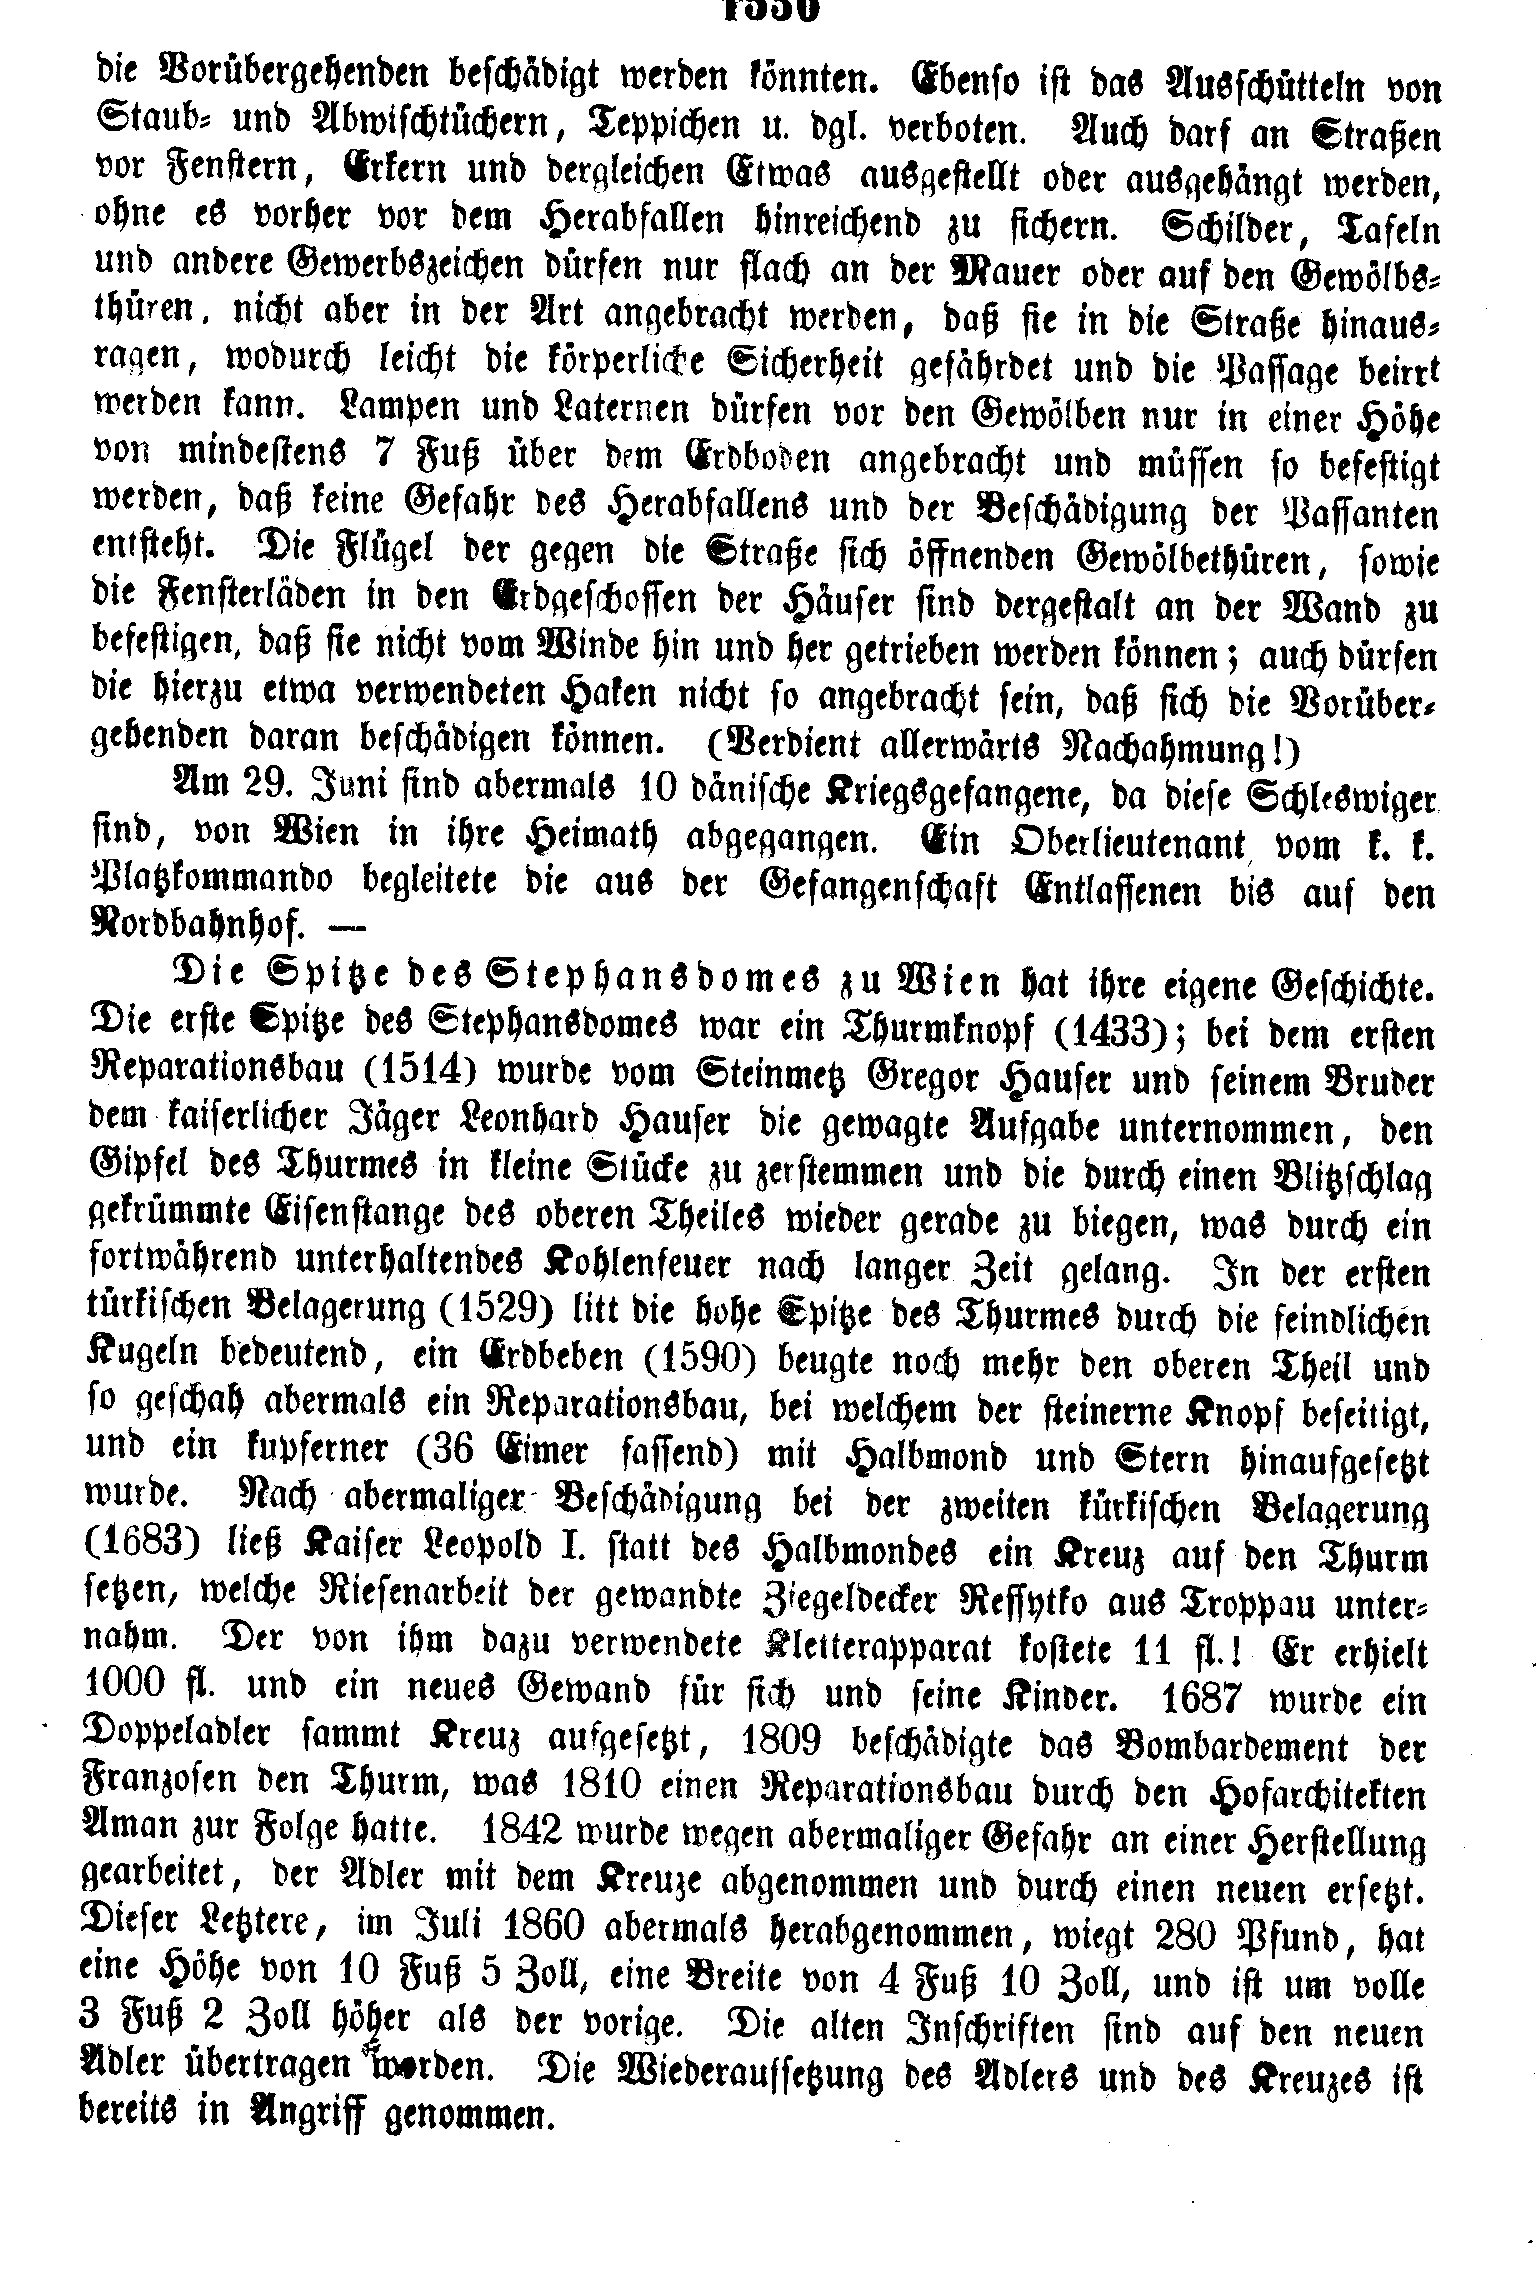 die Vorübergehenden beschädigt werden könnten. Ebenso ist das Ausschütteln von
Staub- und Abwischtüchern, Teppichen u. dgl. verboten. Auch darf an Straßen
vor Fenstern, Erkern und dergleichen Etwas ausgestellt oder ausgehängt werden,
ohne es vorher vor dem Herabfallen hinreichend zu sichern. Schilder, Tafeln
und andere Gewerbszeichen dürfen nur flach an der Mauer oder auf den Gewölbs-
thüren, nicht aber in der Art angebracht werden, daß sie in die Straße hinaus-
ragen, wodurch leicht die körperliche Sicherheit gefährdet und die Passage beirrt
werden kann. Lampen und Laternen dürfen vor den Gewölben nur in einer Höhe
von mindestens 7 Fuß über dem Erdboden angebracht und müssen so befestigt
werden, daß keine Gefahr des Herabfallens und der Beschädigung der Passanten
entsteht. Die Flügel der gegen die Straße sich öffnenden Gewölbethüren, sowie
die Fensterläden in den Erdgeschossen der Häuser sind dergestalt an der Wand zu
befestigen, daß sie nicht vom Winde hin und her getrieben werden können; auch dürfen
die hierzu etwa verwendeten Haken nicht so angebracht sein, daß sich die Vorüber-
gehenden daran beschädigen können. (Verdient allerwärts Nachahmung!)
Am 29. Juni sind abermals 10 dänische Kriegsgefangene, da diese Schleswiger
sind, von Wien in ihre Heimath abgegangen. Ein Oberlieutenant vom k. k.
Platzkommando begleitete die aus der Gefangenschaft Entlassenen bis auf den
Nordbahnhof. —
Die Spitze des Stephansdomes zu Wien hat ihre eigene Geschichte.
Die erste Spitze des Stephansdomes war ein Thurmknopf (1433); bei dem ersten
Reparationsbau (1514) wurde vom Steinmetz Gregor Hauser und seinem Bruder
dem kaiserlicher Jäger Leonhard Hauser die gewagte Aufgabe unternommen, den
Gipfel des Thurmes in kleine Stücke zu zerstemmen und die durch einen Blitzschlag
gekrümmte Eisenstange des oberen Theiles wieder gerade zu biegen, was durch ein
fortwährend unterhaltendes Kohlenfeuer nach langer Zeit gelang. In der ersten
türkischen Belagerung (1529) litt die hohe Spitze des Thurmes durch die feindlichen
Kugeln bedeutend, ein Erdbeben (1590) beugte noch mehr den oberen Theil und
so geschah abermals ein Reparationsbau, bei welchem der steinerne Knopf beseitigt,
und ein kupferner (36 Eimer fassend) mit Halbmond und Stern hinaufgesetzt
wurde. Nach abermaliger Beschädigung bei der zweiten kürkischen Belagerung
(1683) ließ Kaiser Leopold I. statt des Halbmondes ein Kreuz auf den Thurm
setzen, welche Riesenarbeit der gewandte Ziegeldecker Ressytko aus Troppau unter-
nahm. Der von ihm dazu verwendete Kletterapparat kostete 11 fl.! Er erhielt
1000 fl. und ein neues Gewand für sich und seine Kinder. 1687 wurde ein
Doppeladler sammt Kreuz aufgesetzt, 1809 beschädigte das Bombardement der
Franzosen den Thurm, was 1810 einen Reparationsbau durch den Hofarchitekten
Aman zur Folge hatte. 1842 wurde wegen abermaliger Gefahr an einer Herstellung
gearbeitet, der Adler mit dem Kreuze abgenommen und durch einen neuen ersetzt.
Dieser Letztere, im Juli 1860 abermals herabgenommen, wiegt 280 Pfund, hat
eine Höhe von 10 Fuß 5 Zoll, eine Breite von 4 Fuß 10 Zoll, und ist um volle
3 Fuß 2 Zoll höher als der vorige. Die alten Inschriften sind auf den neuen
Adler übertragen worden. Die Wiederaufsetzung des Adlers und des Kreuzes ist
bereits in Angriff genommen.